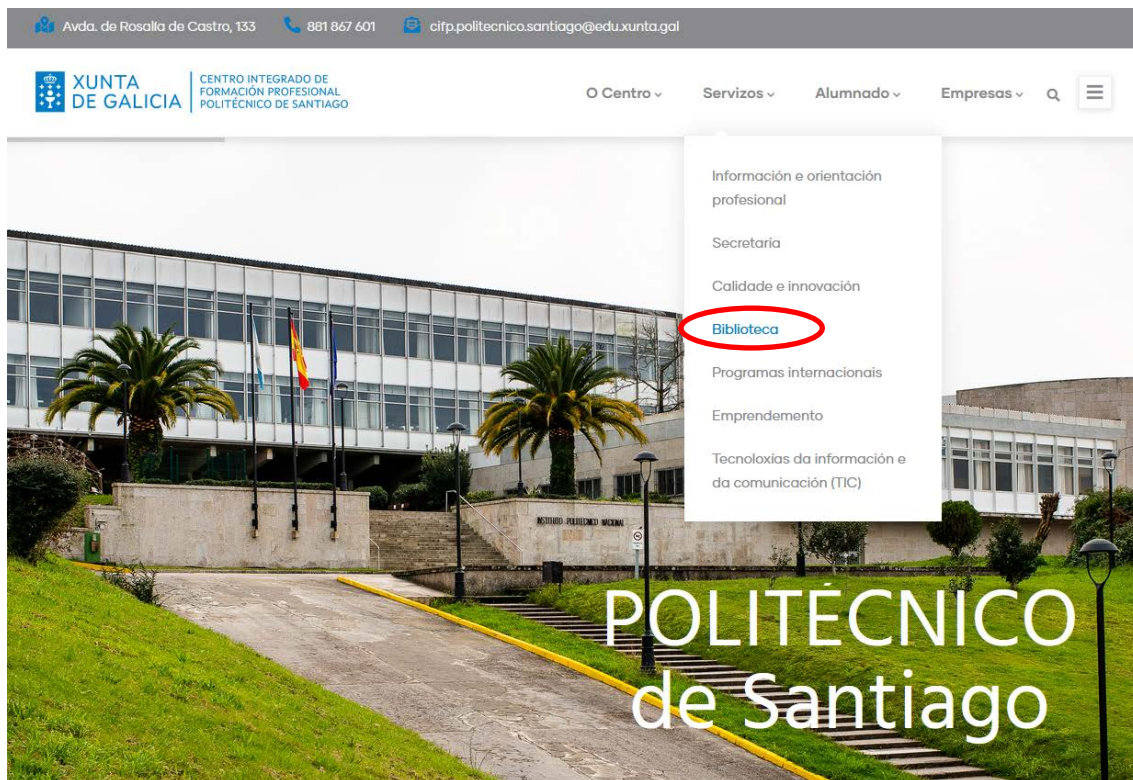 Avda. de Rosalía de Castro, 133 881 867 601 cifp.politecnico.santiago@edu.xunta.gal
XUNTA
DE GALICIA
CENTRO INTEGRADO DE
FORMACIÓN PROFESIONAL
POLITÉCNICO DE SANTIAGO
O Centro Servizos Alumnado Empresas
Información e orientación
profesional
Secretaría
Calidade e innovación
Biblioteca
Programas internacionais
Emprendemento
Tecnoloxías da información e
da comunicación (TIC)
INSTITUTO POLITECNICO NACIONAL
POLITÉCNICO
de Santiago